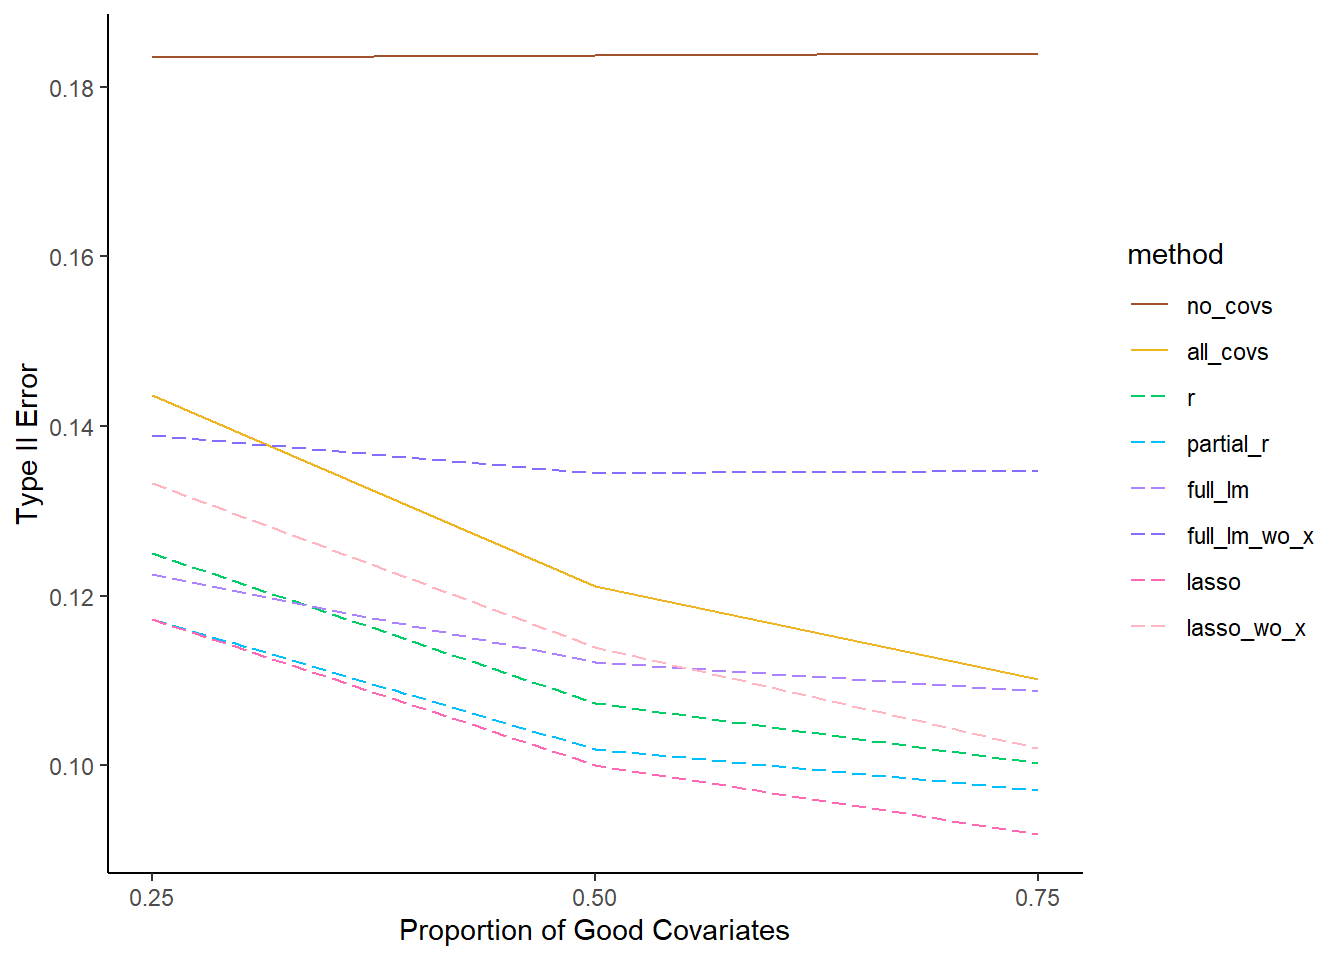 0.18
0.16
0.14
0.12
0.10
Type II Error
0.25
0.50
0.75
Proportion of Good Covariates
method
no_covs
all_covs
r
partial_r
full_lm
full_lm_wo_x
lasso
lasso_wo_x